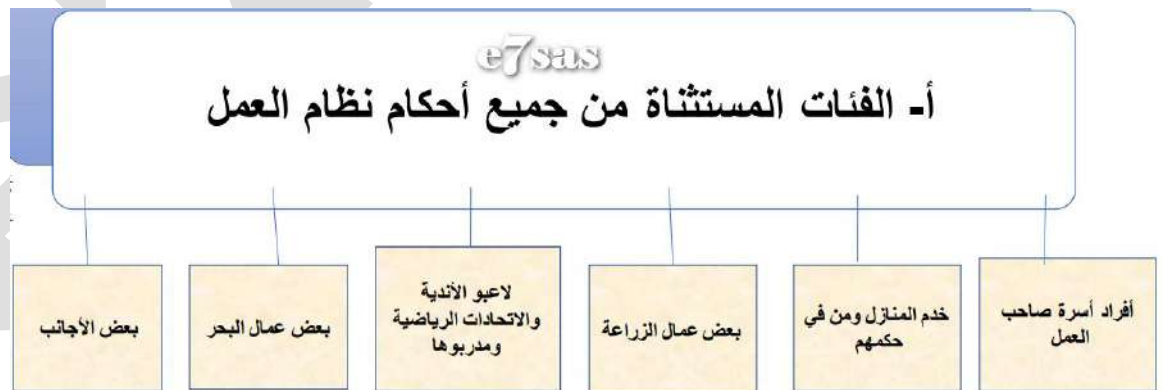 e7sas
أ- الفئات المستثناة من جميع أحكام نظام العمل
أفراد أسرة صاحب
العمل
خدم المنازل ومن في
حكمهم
بعض عمال الزراعة
لاعبو الأندية
والاتحادات الرياضية
ومدربوها
بعض عمال البحر
بعض الأجانب